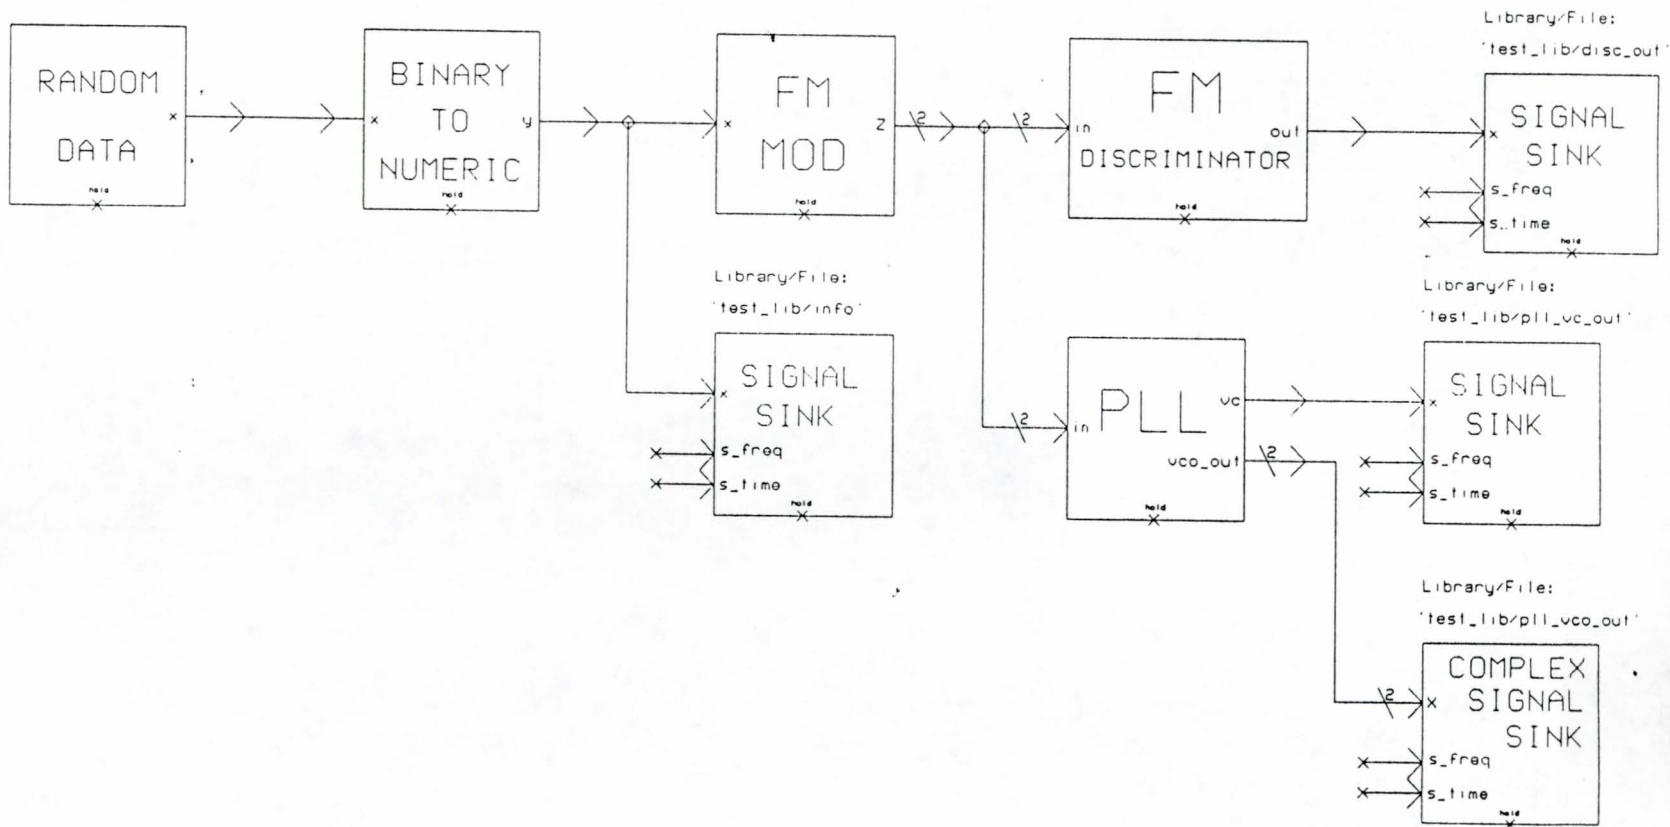 RANDOM
DATA
x
hold
BINARY
TO
NUMERIC
x
y
hold
FM
MOD
x
z
hold
2
2
FM
DISCRIMINATOR
in
out
hold
Library/File:
'test_lib/disc_out'
SIGNAL
SINK
x
s_freq
s_time
hold
Library/File:
'test_lib/info'
SIGNAL
SINK
x
s_freq
s_time
hold
2
PLL
in
vc
vco_out
hold
2
Library/File:
'test_lib/pll_vc_out'
SIGNAL
SINK
x
s_freq
s_time
hold
Library/File:
'test_lib/pll_vco_out'
2
COMPLEX
SIGNAL
SINK
x
s_freq
s_time
hold